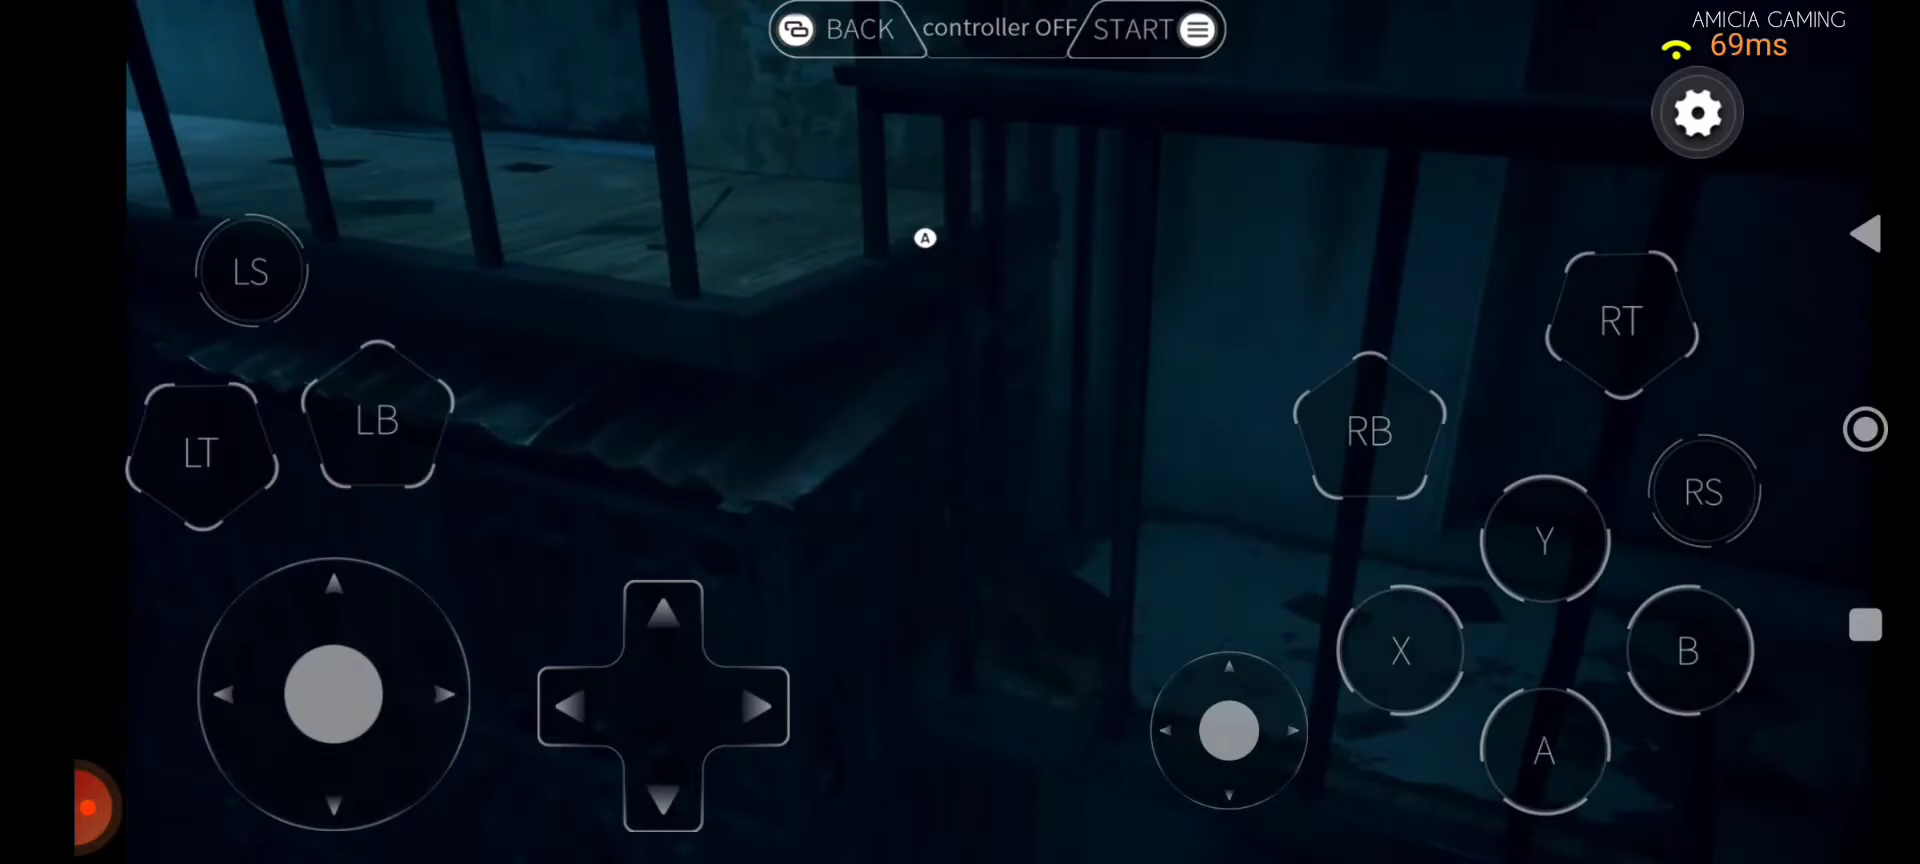 AMICIA GAMING
BACK
controller OFF
START
69ms
A
LS
RT
LB
RB
LT
RS
Y
X
B
A